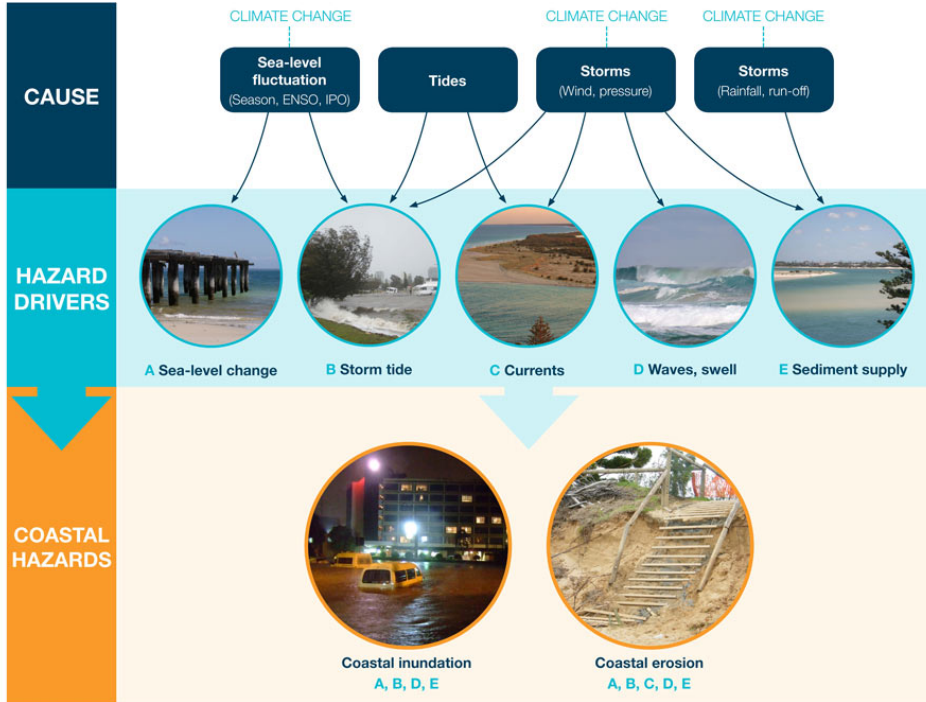 CLIMATE CHANGE
CLIMATE CHANGE
CLIMATE CHANGE
CAUSE
Sea-level
fluctuation
(Season, ENSO, IPO)
Tides
Storms
(Wind, pressure)
Storms
(Rainfall, run-off)
HAZARD
DRIVERS
A Sea-level change
B Storm tide
C Currents
D Waves, swell
E Sediment supply
COASTAL
HAZARDS
Coastal inundation
A, B, D, E
Coastal erosion
A, B, C, D, E